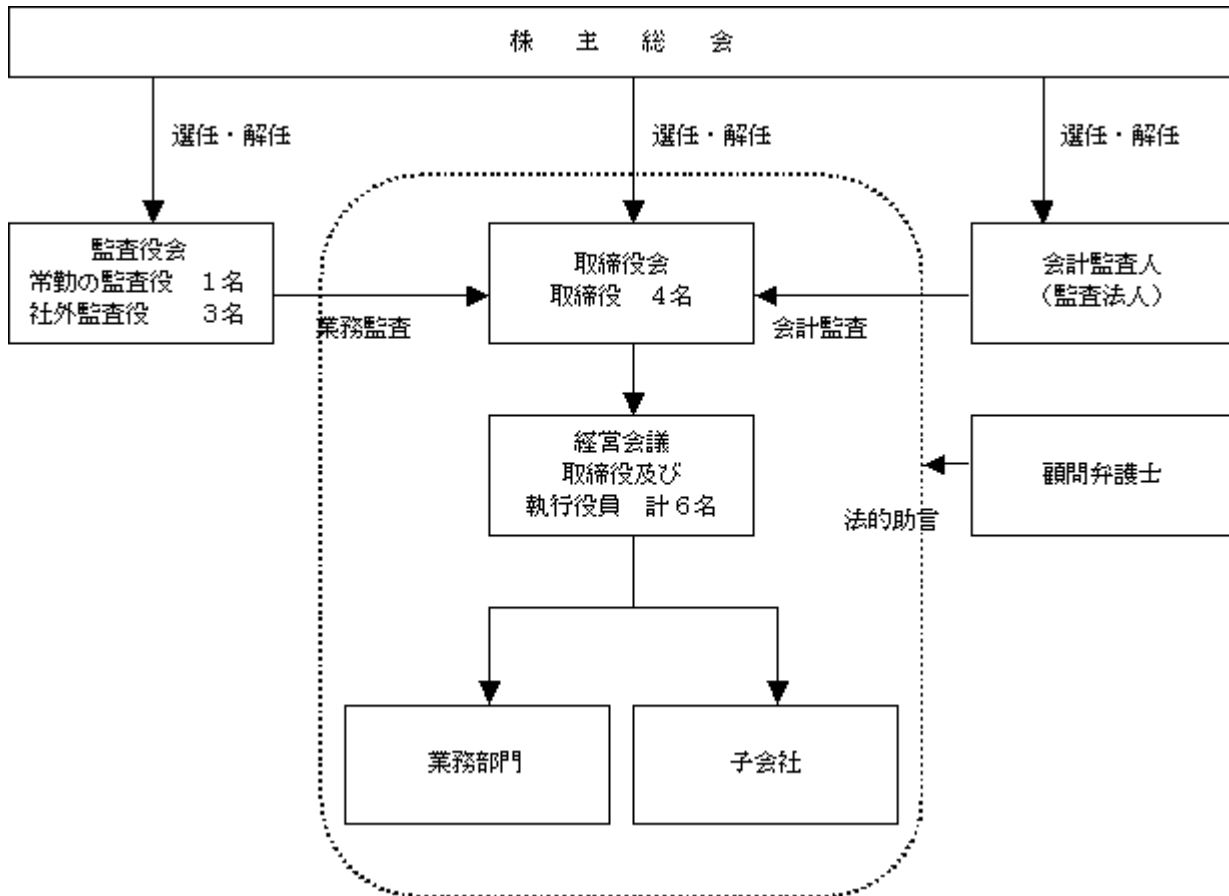 株　主　総　会
選任・解任
選任・解任
選任・解任
監査役会
常勤の監査役　１名
社外監査役　　３名
取締役会
取締役　４名
会計監査人
（監査法人）
業務監査
会計監査
経営会議
取締役及び
執行役員　計６名
顧問弁護士
法的助言
業務部門
子会社